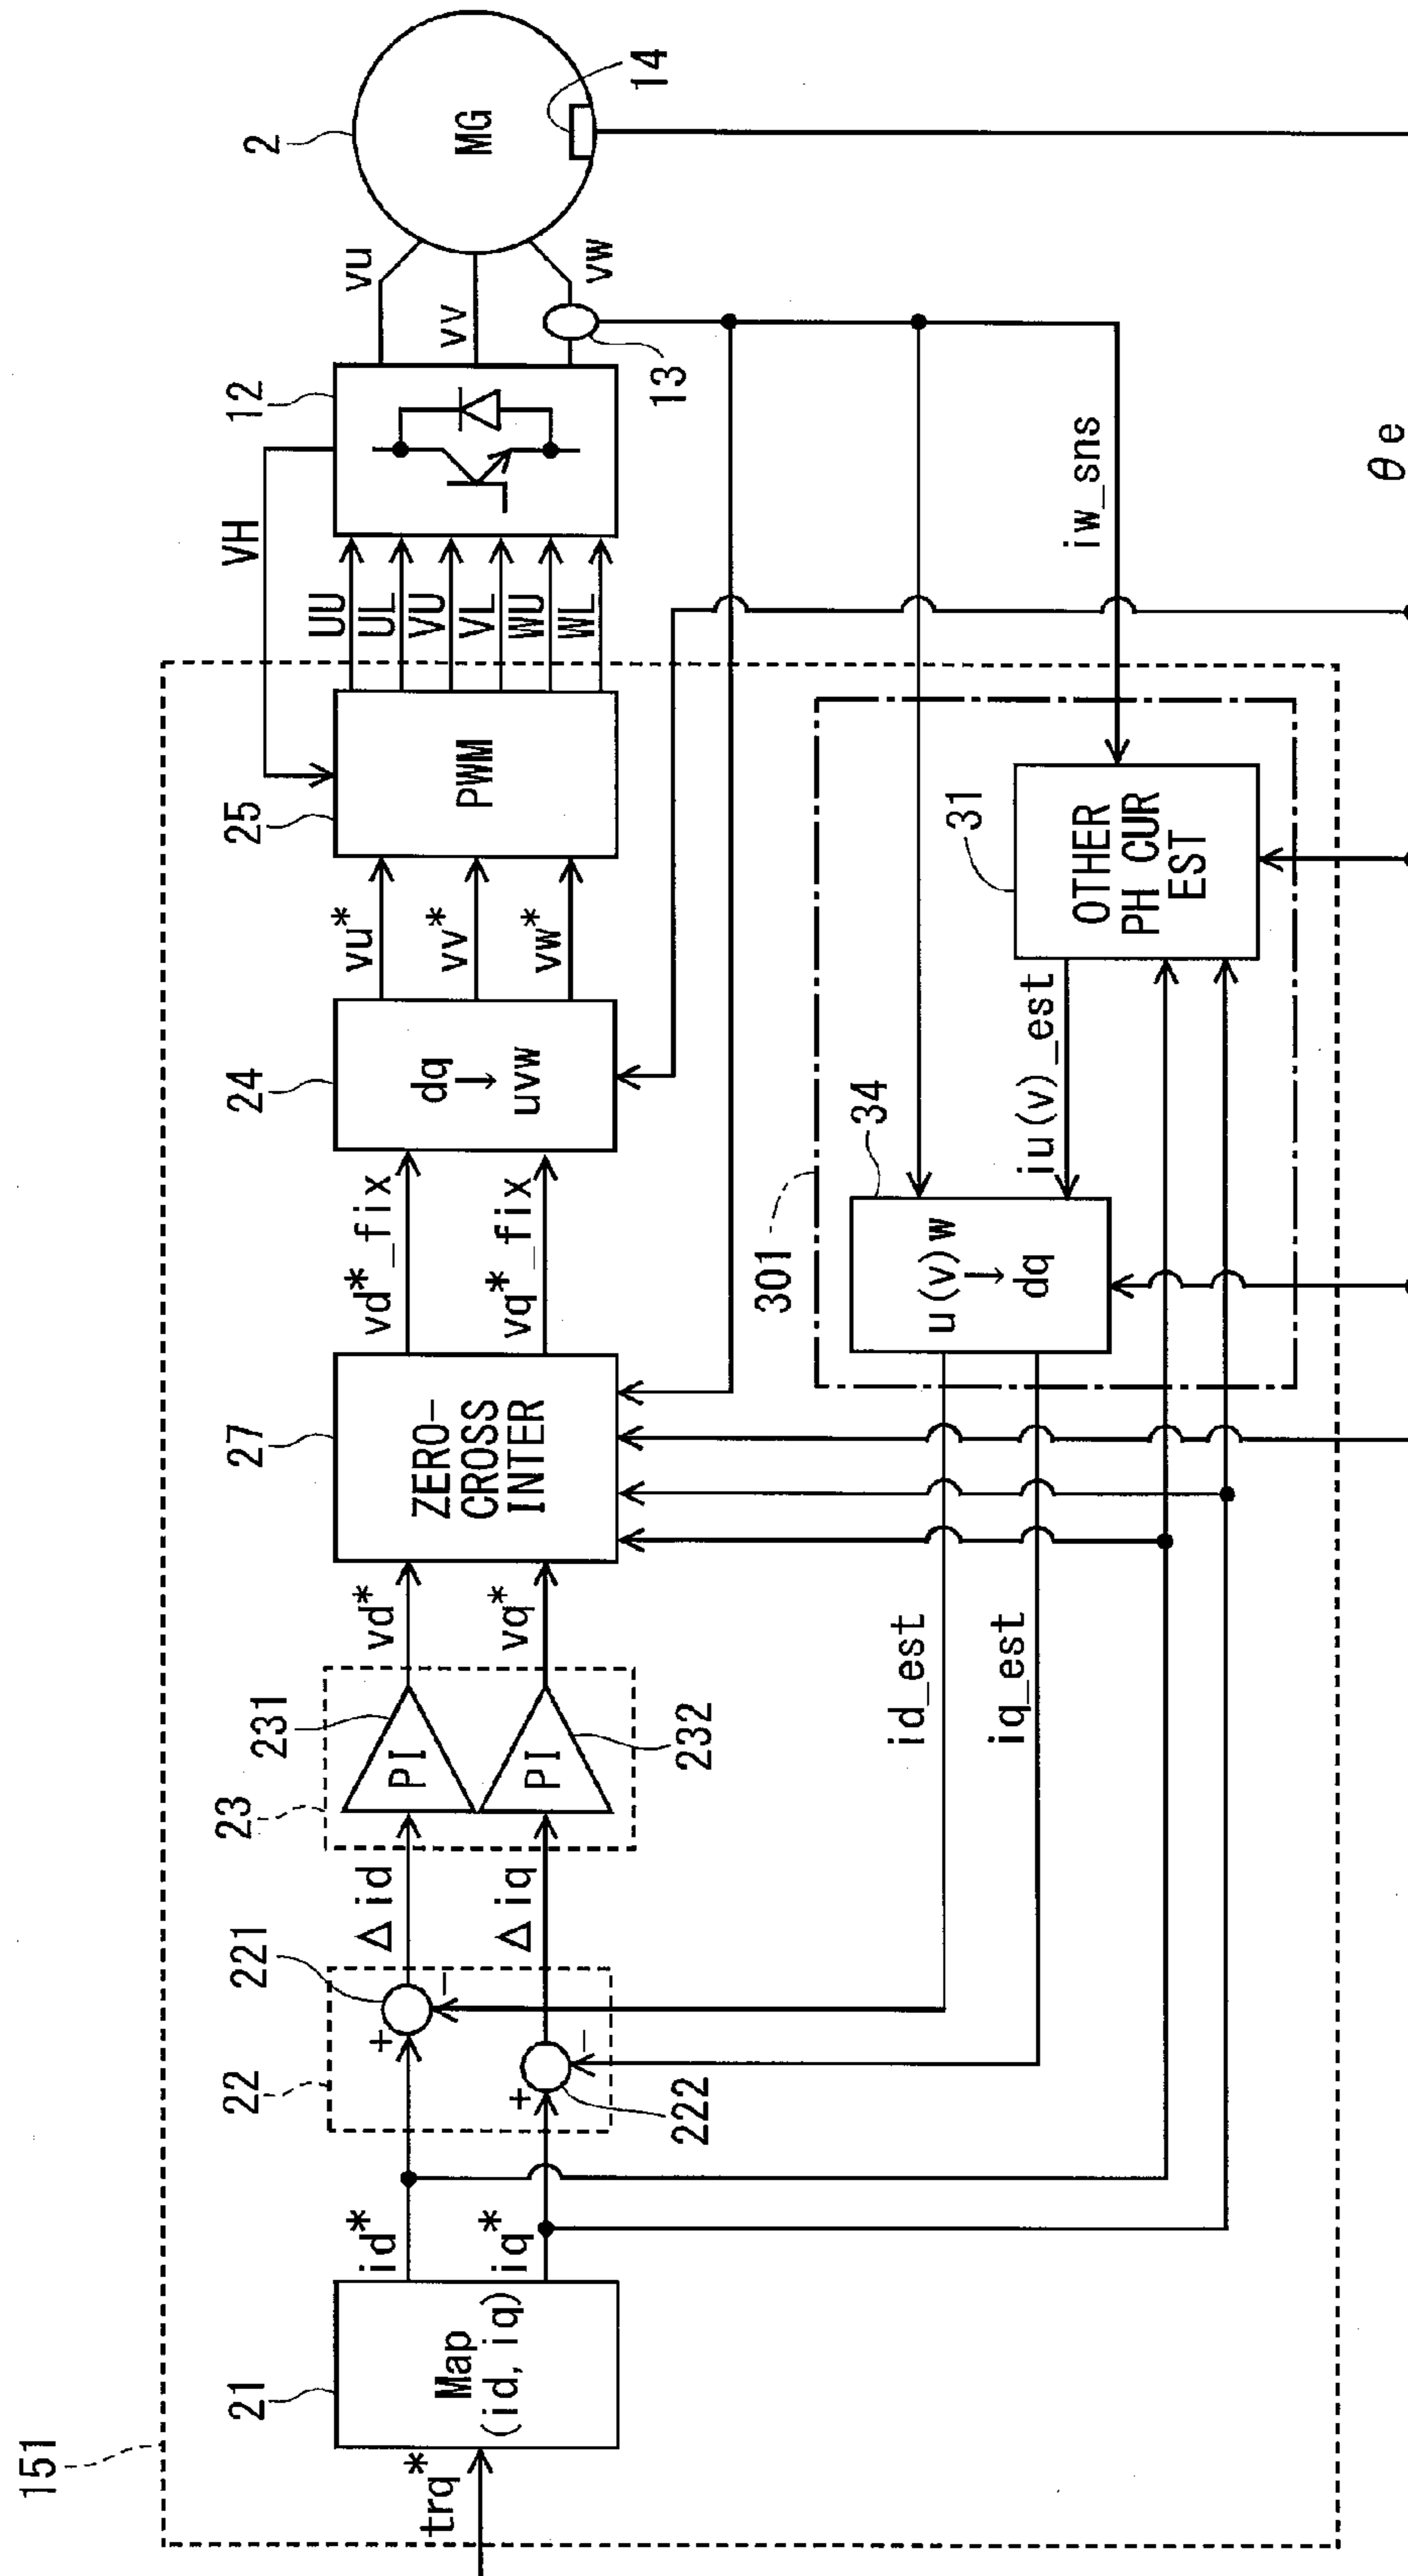 151
trq*
21
Map
(id, iq)
id*
iq*
22
221
222
+
−
+
−
Δid
Δiq
23
231
PI
PI
232
vd*
vq*
27
ZERO-
CROSS
INTER
vd*_fix
vq*_fix
24
dq
↓
uvw
vu*
vv*
vw*
25
PWM
VH
UU
UL
VU
VL
WU
WL
12
vu
vv
vw
13
2
MG
14
id_est
iq_est
301
34
u(v)w
↓
dq
iu(v)_est
31
OTHER
PH CUR
EST
iw_sns
θe